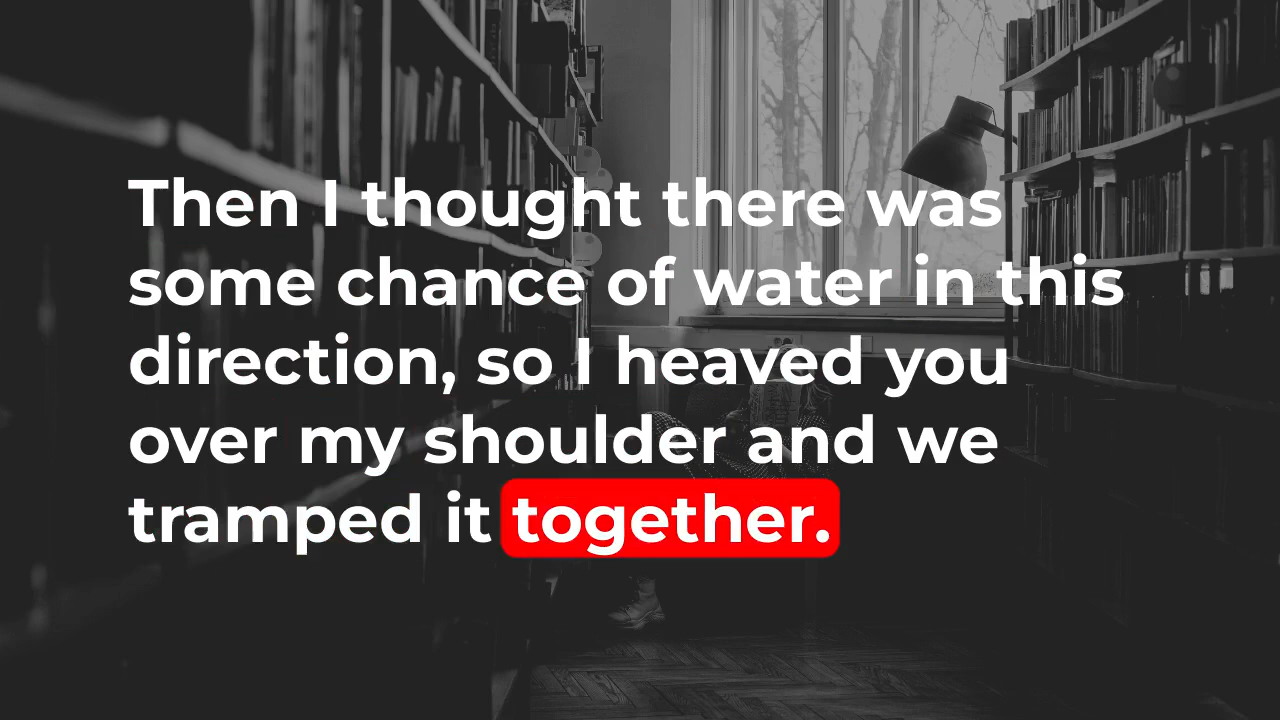 Then I thought there was
some chance of water in this
direction, so I heaved you
over my shoulder and we
tramped it together.